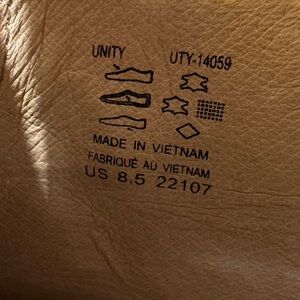 UNITY UTY-14059
MADE IN VIETNAM
FABRIQUÉ AU VIETNAM
US 8.5 22107